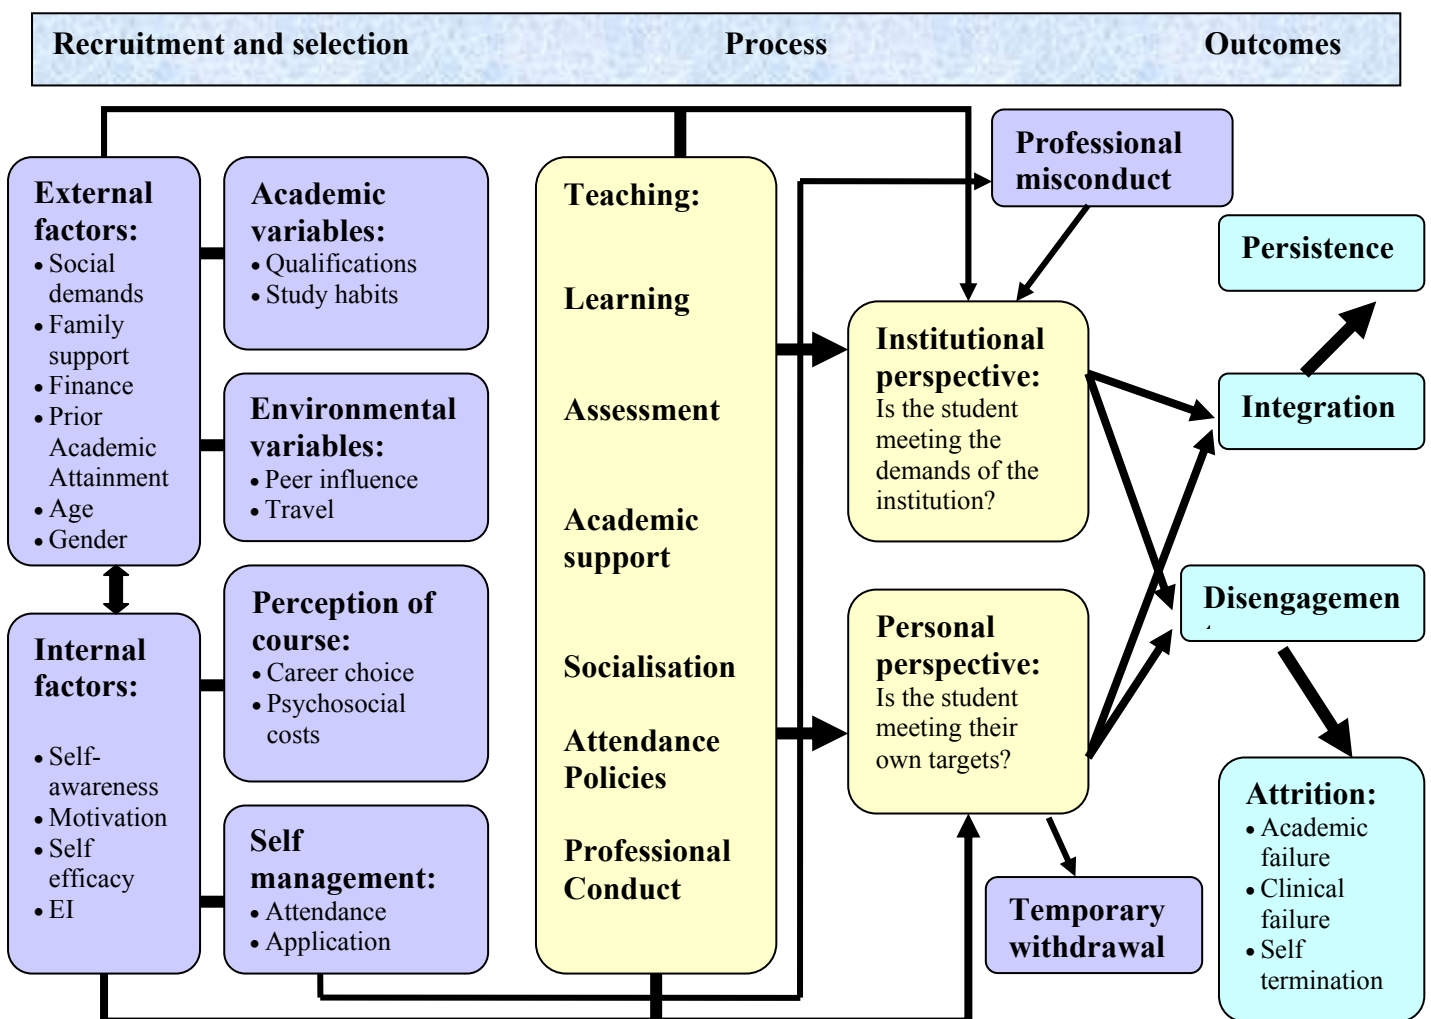 Recruitment and selection Process Outcomes
External
factors:
• Social
demands
• Family
support
• Finance
• Prior
Academic
Attainment
• Age
• Gender
Academic
variables:
• Qualifications
• Study habits
Environmental
variables:
• Peer influence
• Travel
Internal
factors:
• Self-
awareness
• Motivation
• Self
efficacy
• EI
Perception of
course:
• Career choice
• Psychosocial
costs
Self
management:
• Attendance
• Application
Teaching:
Learning
Assessment
Academic
support
Socialisation
Attendance
Policies
Professional
Conduct
Professional
misconduct
Institutional
perspective:
Is the student
meeting the
demands of the
institution?
Personal
perspective:
Is the student
meeting their
own targets?
Temporary
withdrawal
Persistence
Integration
Disengagemen
Attrition:
• Academic
failure
• Clinical
failure
• Self
termination